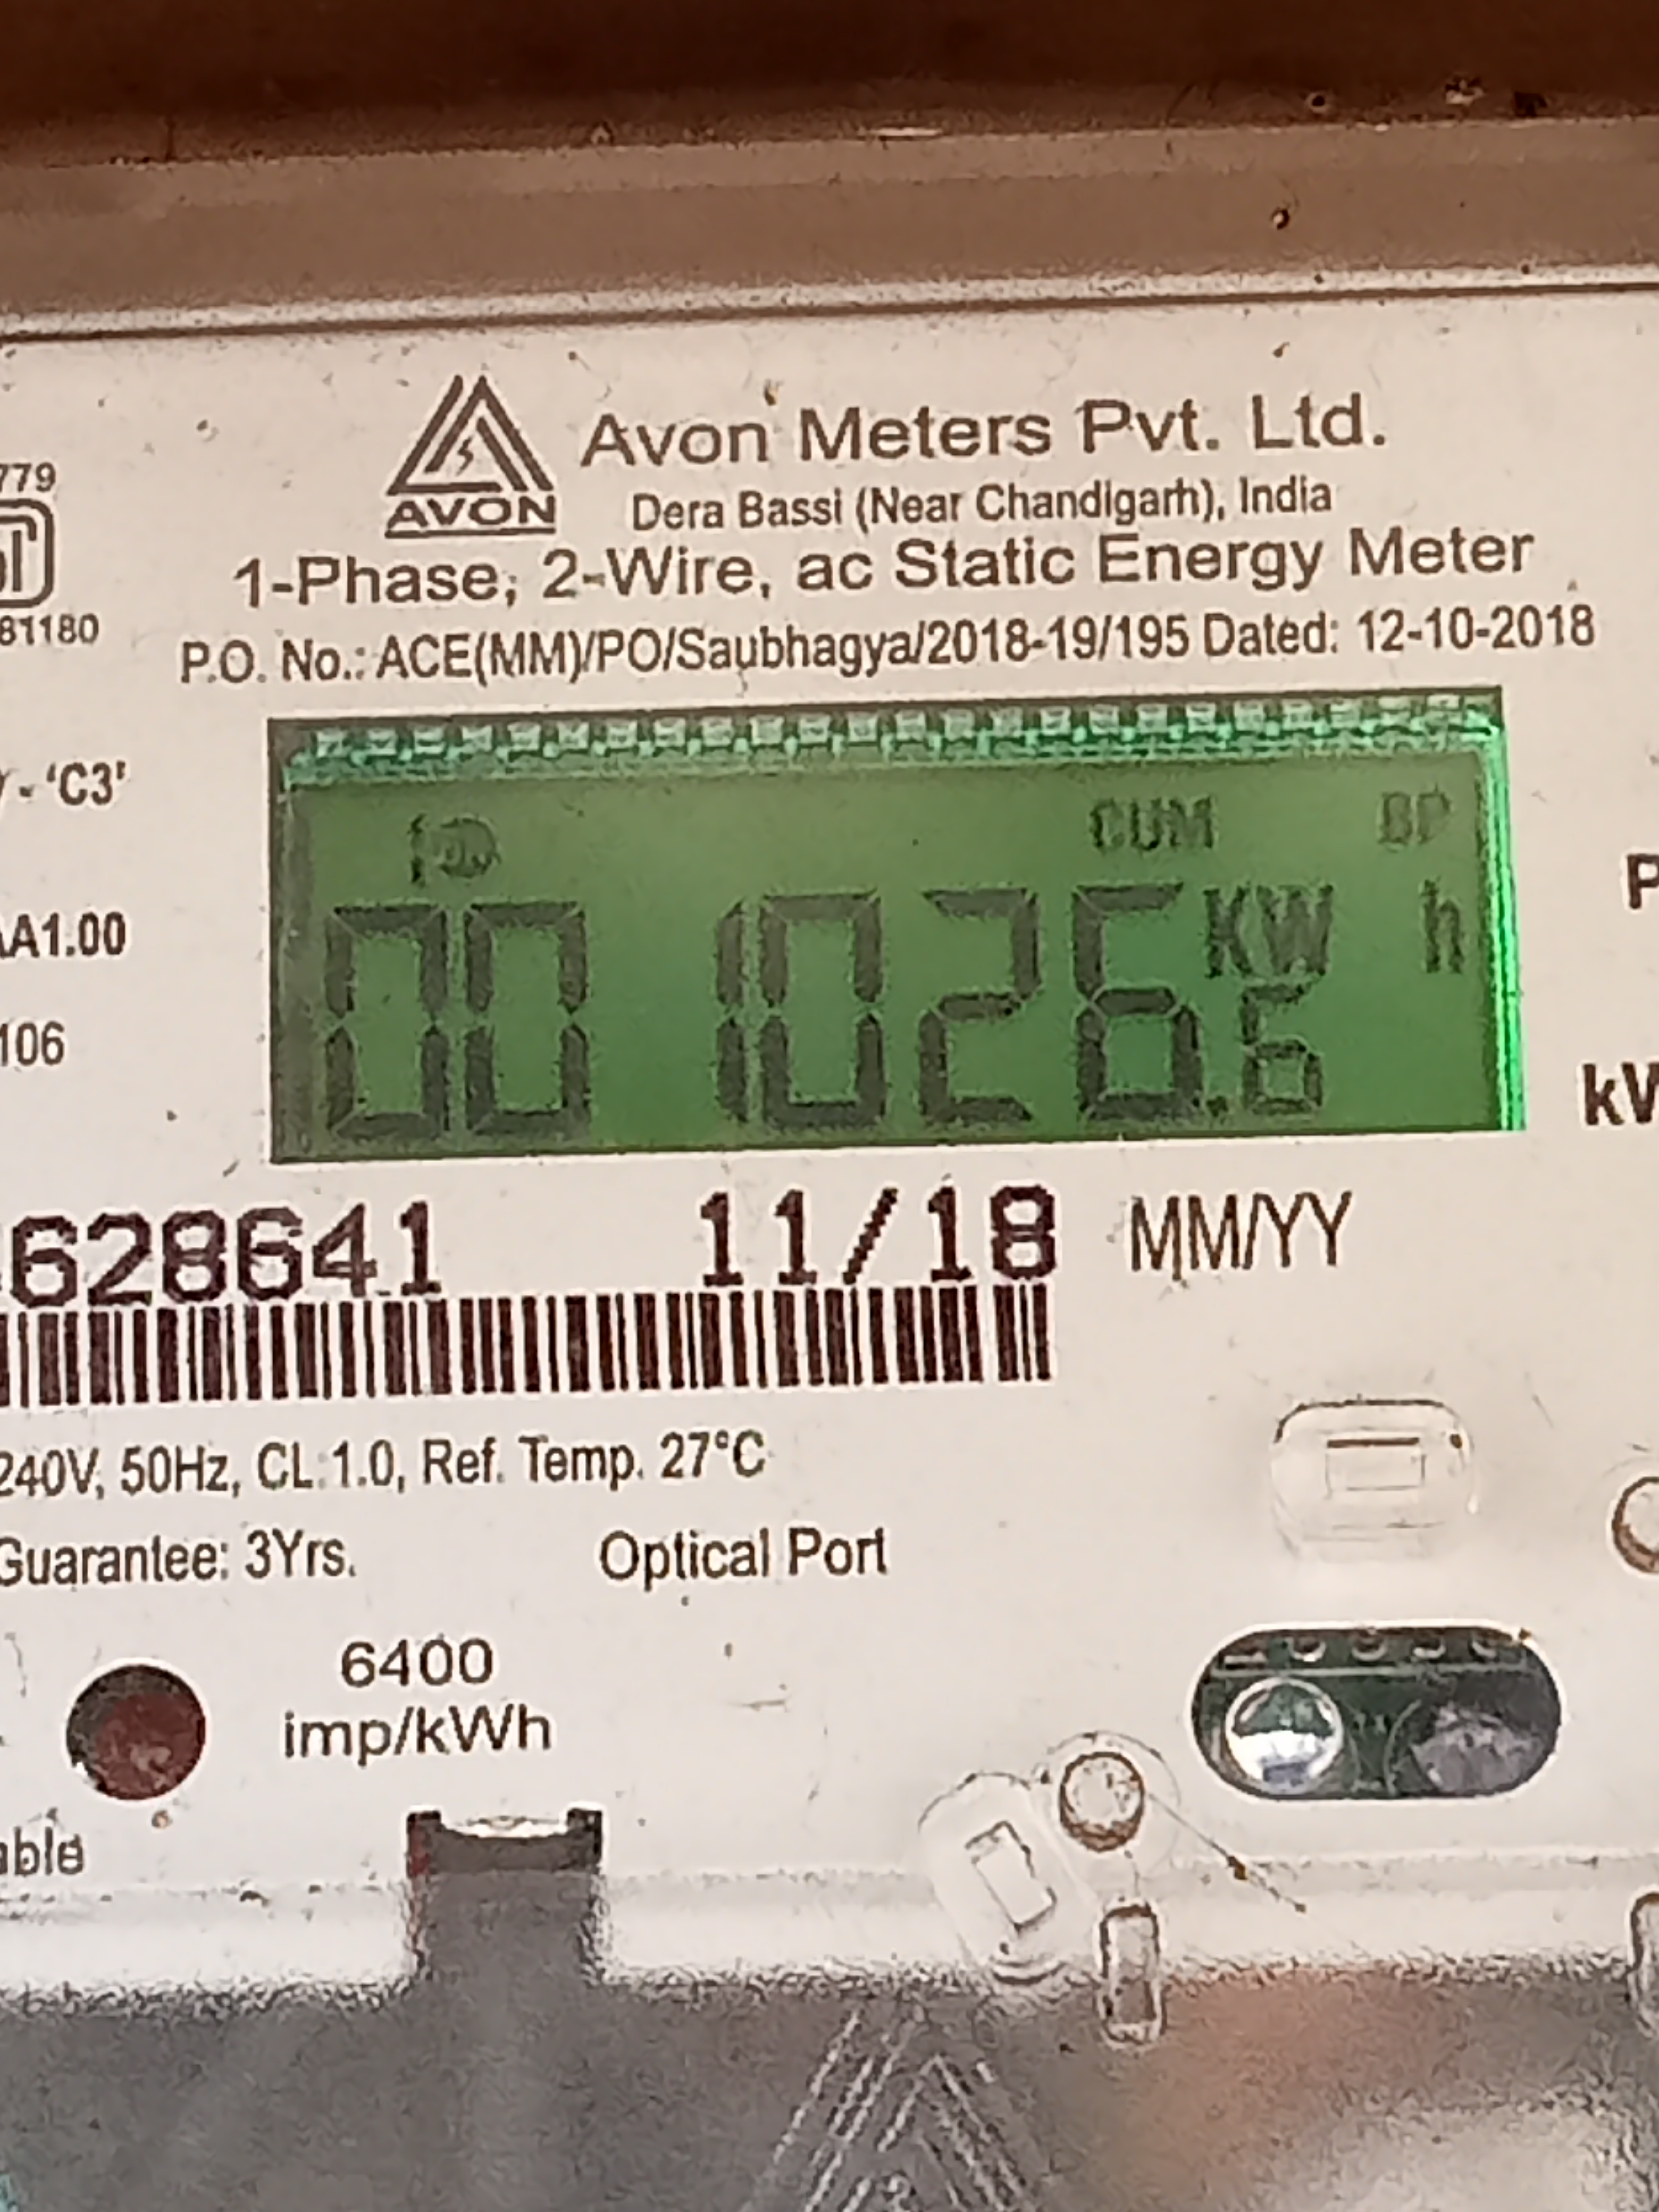 779
81180
AVON
Avon Meters Pvt. Ltd.
Dera Bassi (Near Chandigarh), India
1-Phase, 2-Wire, ac Static Energy Meter
P.O. No.: ACE(MM)/PO/Saubhagya/2018-19/195 Dated: 12-10-2018
- 'C3'
A1.00
106
CUM BP
001026.6 KW h
628641 11/18 MM/YY
240V, 50Hz, CL.1.0, Ref. Temp. 27°C
Guarantee: 3Yrs. Optical Port
6400
imp/kWh